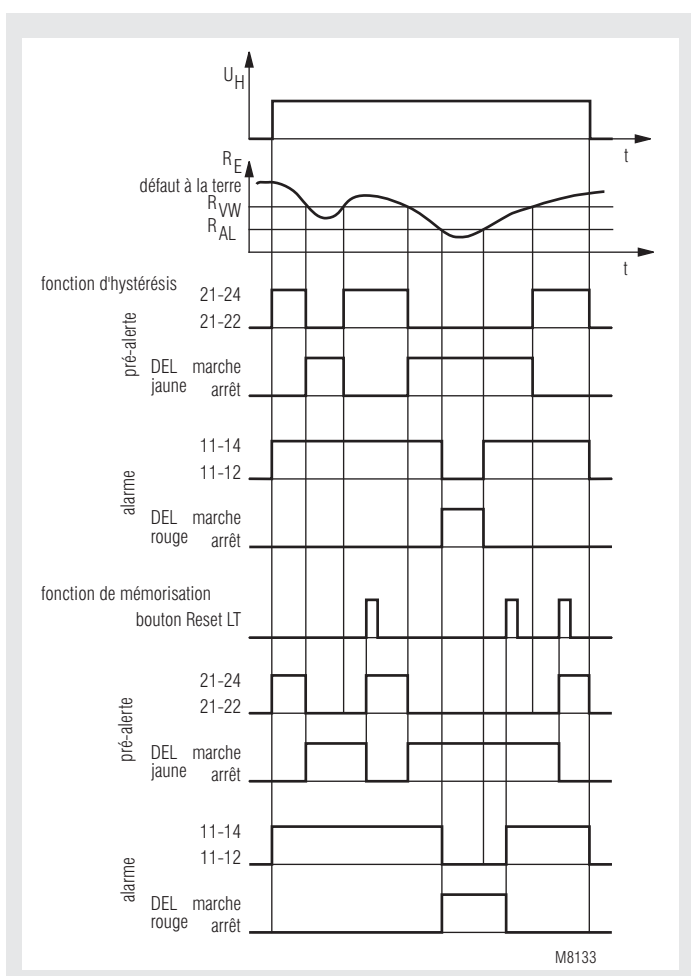 U_H
t
R_E
défaut à la terre
R_VW
R_AL
t
fonction d'hystérésis
pré-alerte
21-24
21-22
DEL jaune
marche
arrêt
alarme
11-14
11-12
DEL rouge
marche
arrêt
fonction de mémorisation
bouton Reset LT
pré-alerte
21-24
21-22
DEL jaune
marche
arrêt
alarme
11-14
11-12
DEL rouge
marche
arrêt
M8133